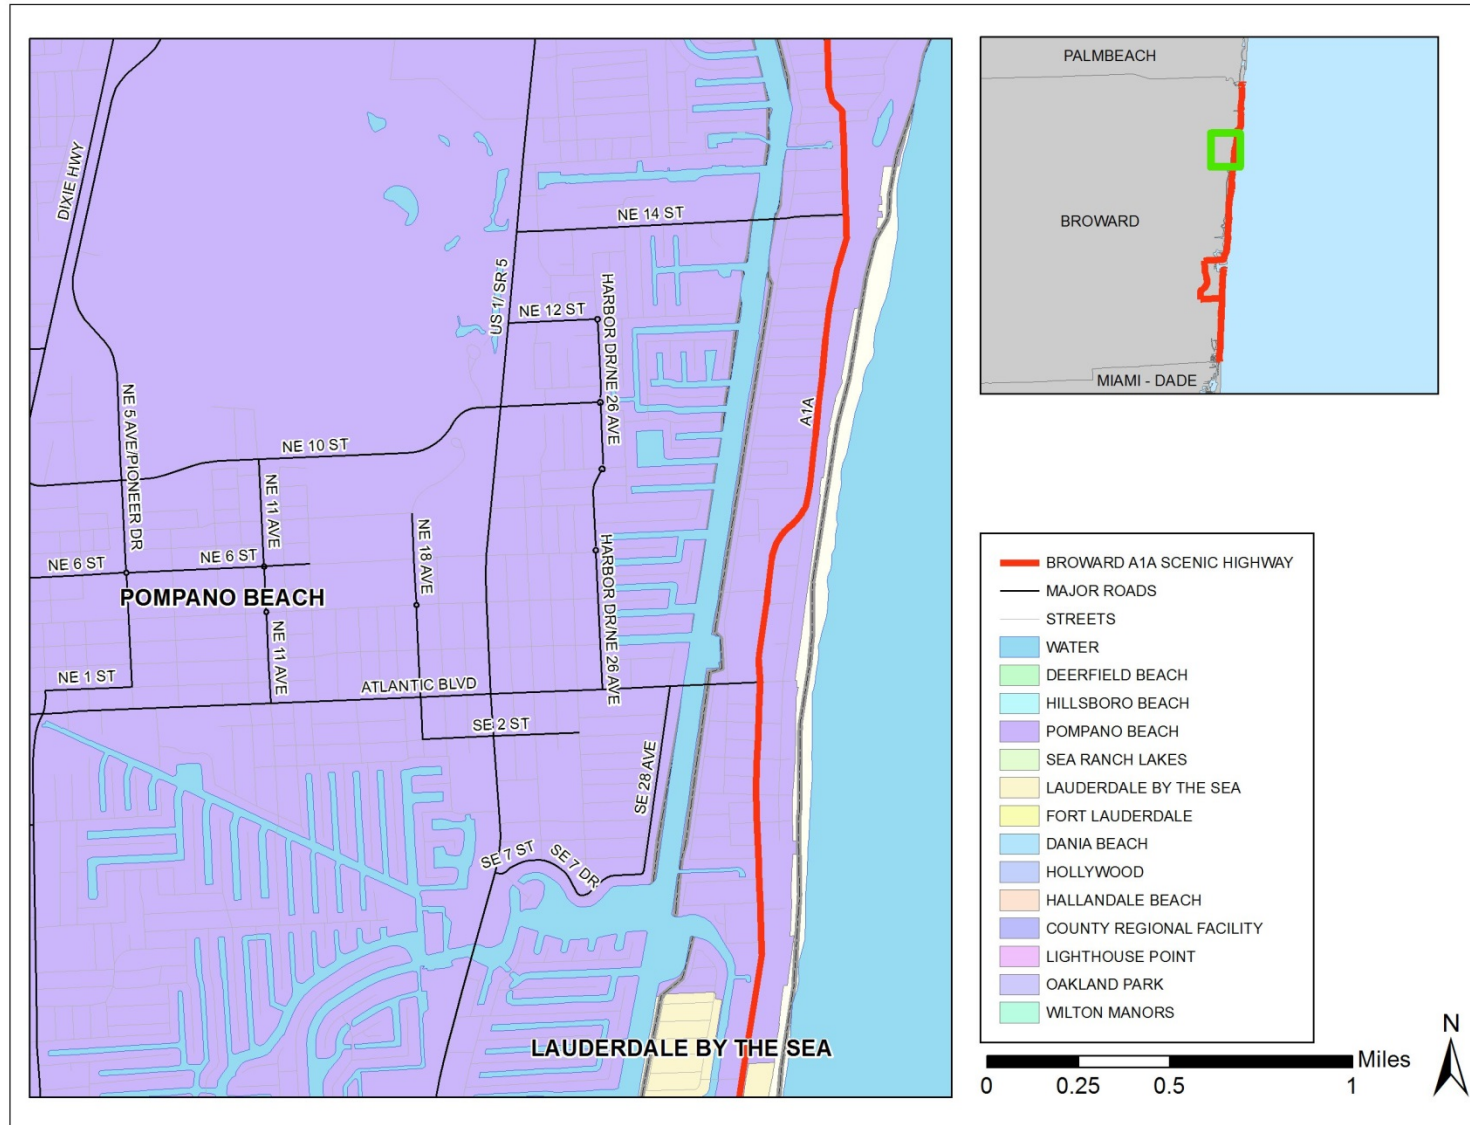 DIXIE HWY
NE 14 ST
US 1/ SR 5
NE 12 ST
HARBOR DR/NE 26 AVE
A1A
NE 5 AVE/PIONEER DR
NE 10 ST
NE 11 AVE
NE 18 AVE
NE 6 ST
NE 6 ST
HARBOR DR/NE 26 AVE
POMPANO BEACH
NE 11 AVE
NE 1 ST
ATLANTIC BLVD
SE 2 ST
SE 28 AVE
SE 7 ST
SE 7 DR
LAUDERDALE BY THE SEA
PALMBEACH
BROWARD
MIAMI - DADE
BROWARD A1A SCENIC HIGHWAY
MAJOR ROADS
STREETS
WATER
DEERFIELD BEACH
HILLSBORO BEACH
POMPANO BEACH
SEA RANCH LAKES
LAUDERDALE BY THE SEA
FORT LAUDERDALE
DANIA BEACH
HOLLYWOOD
HALLANDALE BEACH
COUNTY REGIONAL FACILITY
LIGHTHOUSE POINT
OAKLAND PARK
WILTON MANORS
N
Miles
0 0.25 0.5 1